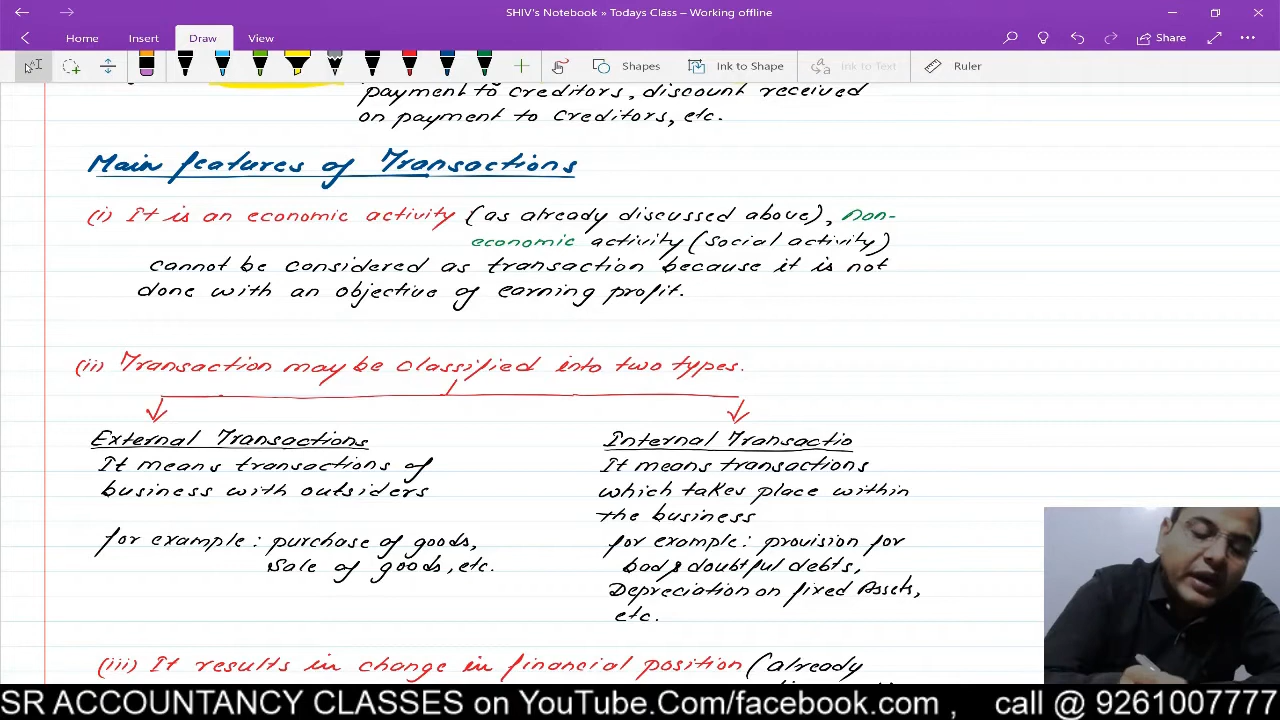 SHIV's Notebook » Todays Class – Working offline
Home Insert Draw View
Share
Shapes Ink to Shape Ink to Text Ruler
payment to creditors, discount received
on payment to creditors, etc.
Main features of Transactions
(i) It is an economic activity (as already discussed above), non-
economic activity (social activity)
cannot be considered as transaction because it is not
done with an objective of earning profit.
(ii) Transaction may be classified into two types.
External Transactions
It means transactions of
business with outsiders
for example: purchase of goods,
Sale of goods, etc.
Internal Transactio
It means transactions
which takes place within
the business
for example: provision for
bad & doubtful debts,
Depreciation on fixed Assets,
etc.
(iii) It results in change in financial position (already
SR ACCOUNTANCY CLASSES on YouTube.Com/facebook.com , call @ 9261007777